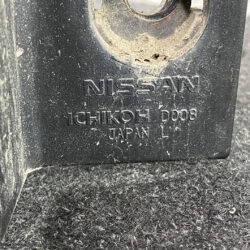 NISSAN
ICHIKOH D008
JAPAN L